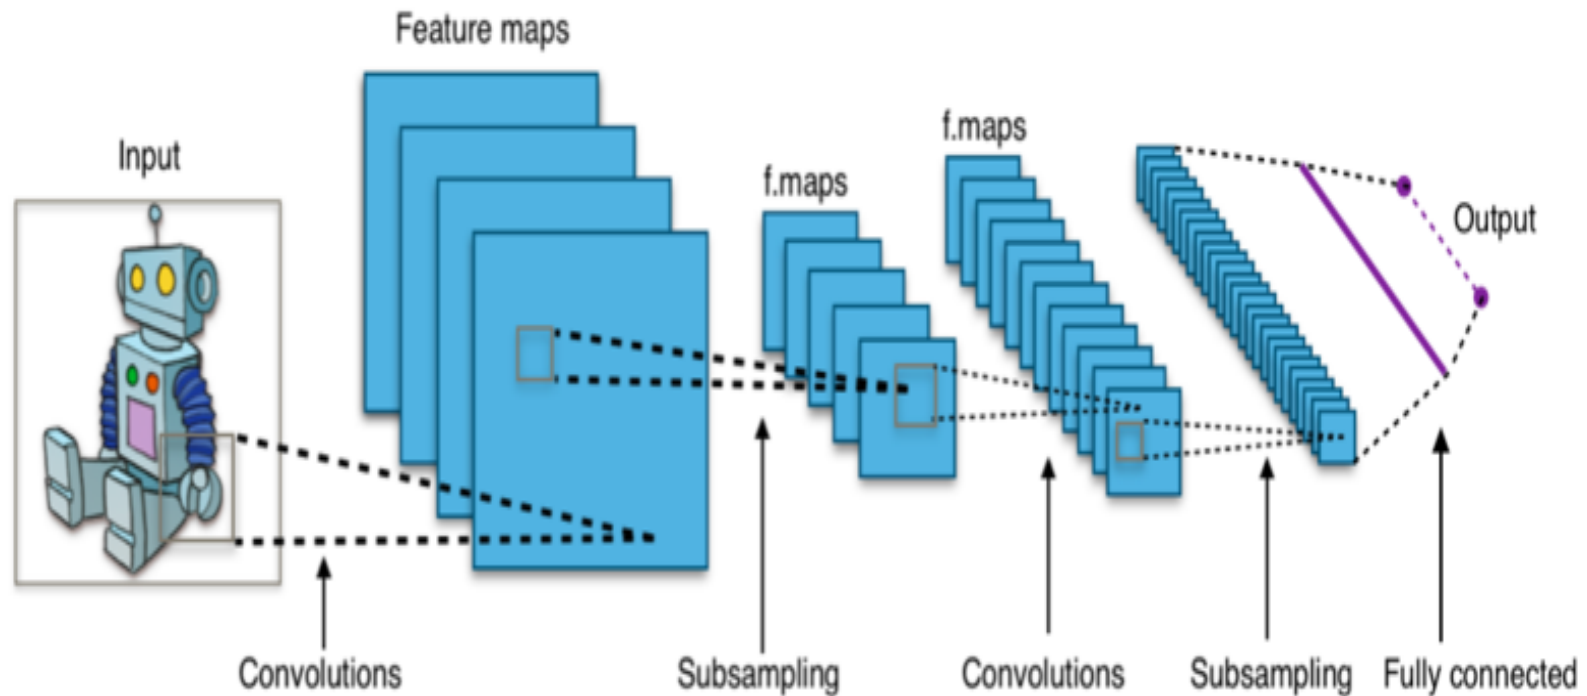 Feature maps
Input
f.maps
f.maps
Output
Convolutions
Subsampling
Convolutions
Subsampling
Fully connected